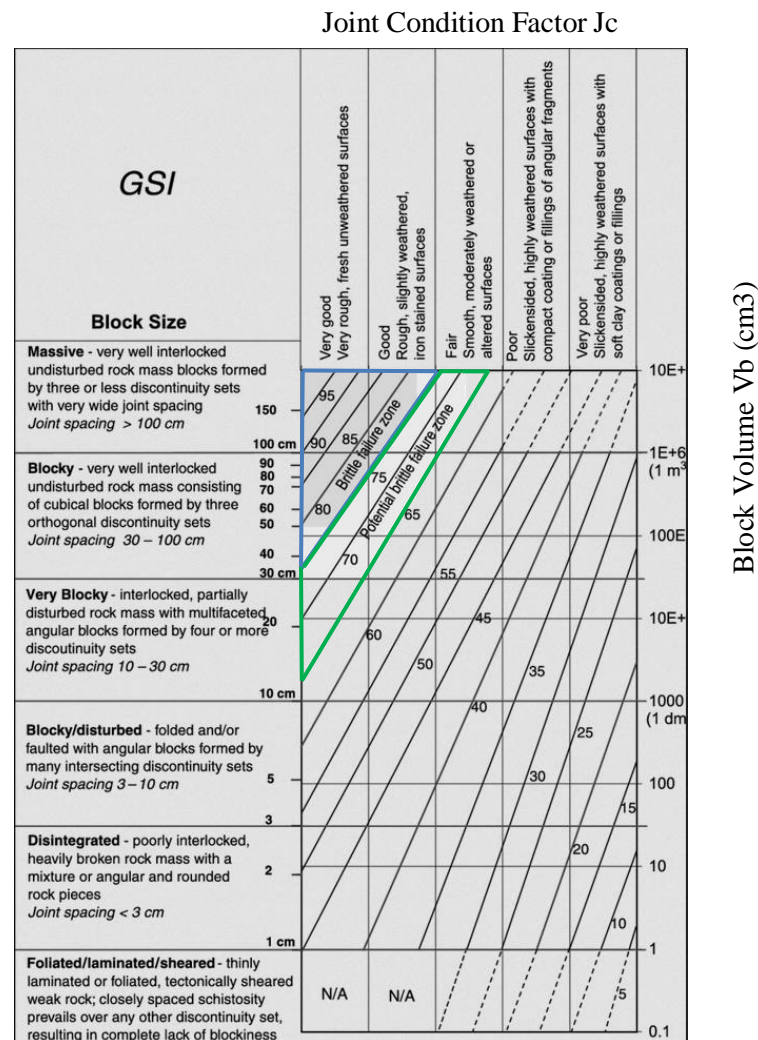 Joint Condition Factor Jc
GSI
Block Size
Very good
Very rough, fresh unweathered surfaces
Good
Rough, slightly weathered,
iron stained surfaces
Fair
Smooth, moderately weathered or
altered surfaces
Poor
Slickensided, highly weathered surfaces with
compact coating or fillings of angular fragments
Very poor
Slickensided, highly weathered surfaces with
soft clay coatings or fillings
Block Volume Vb (cm3)
Massive - very well interlocked
undisturbed rock mass blocks formed
by three or less discontinuity sets
with very wide joint spacing
Joint spacing > 100 cm
Blocky - very well interlocked
undisturbed rock mass consisting
of cubical blocks formed by three
orthogonal discontinuity sets
Joint spacing 30 – 100 cm
Very Blocky - interlocked, partially
disturbed rock mass with multifaceted
angular blocks formed by four or more
discoutinuity sets
Joint spacing 10 – 30 cm
Blocky/disturbed - folded and/or
faulted with angular blocks formed by
many intersecting discontinuity sets
Joint spacing 3 – 10 cm
Disintegrated - poorly interlocked,
heavily broken rock mass with a
mixture or angular and rounded
rock pieces
Joint spacing < 3 cm
Foliated/laminated/sheared - thinly
laminated or foliated, tectonically sheared
weak rock; closely spaced schistosity
prevails over any other discontinuity set,
resulting in complete lack of blockiness
150
100 cm
90
80
70
60
50
40
30 cm
20
10 cm
5
3
2
1 cm
95
90
85
80
Brittle failure zone
75
Potential brittle failure zone
70
65
60
55
50
45
40
35
30
25
20
15
10
5
N/A
N/A
10E+
1E+6
(1 m3
100E
10E+
1000
(1 dm
100
10
1
0.1